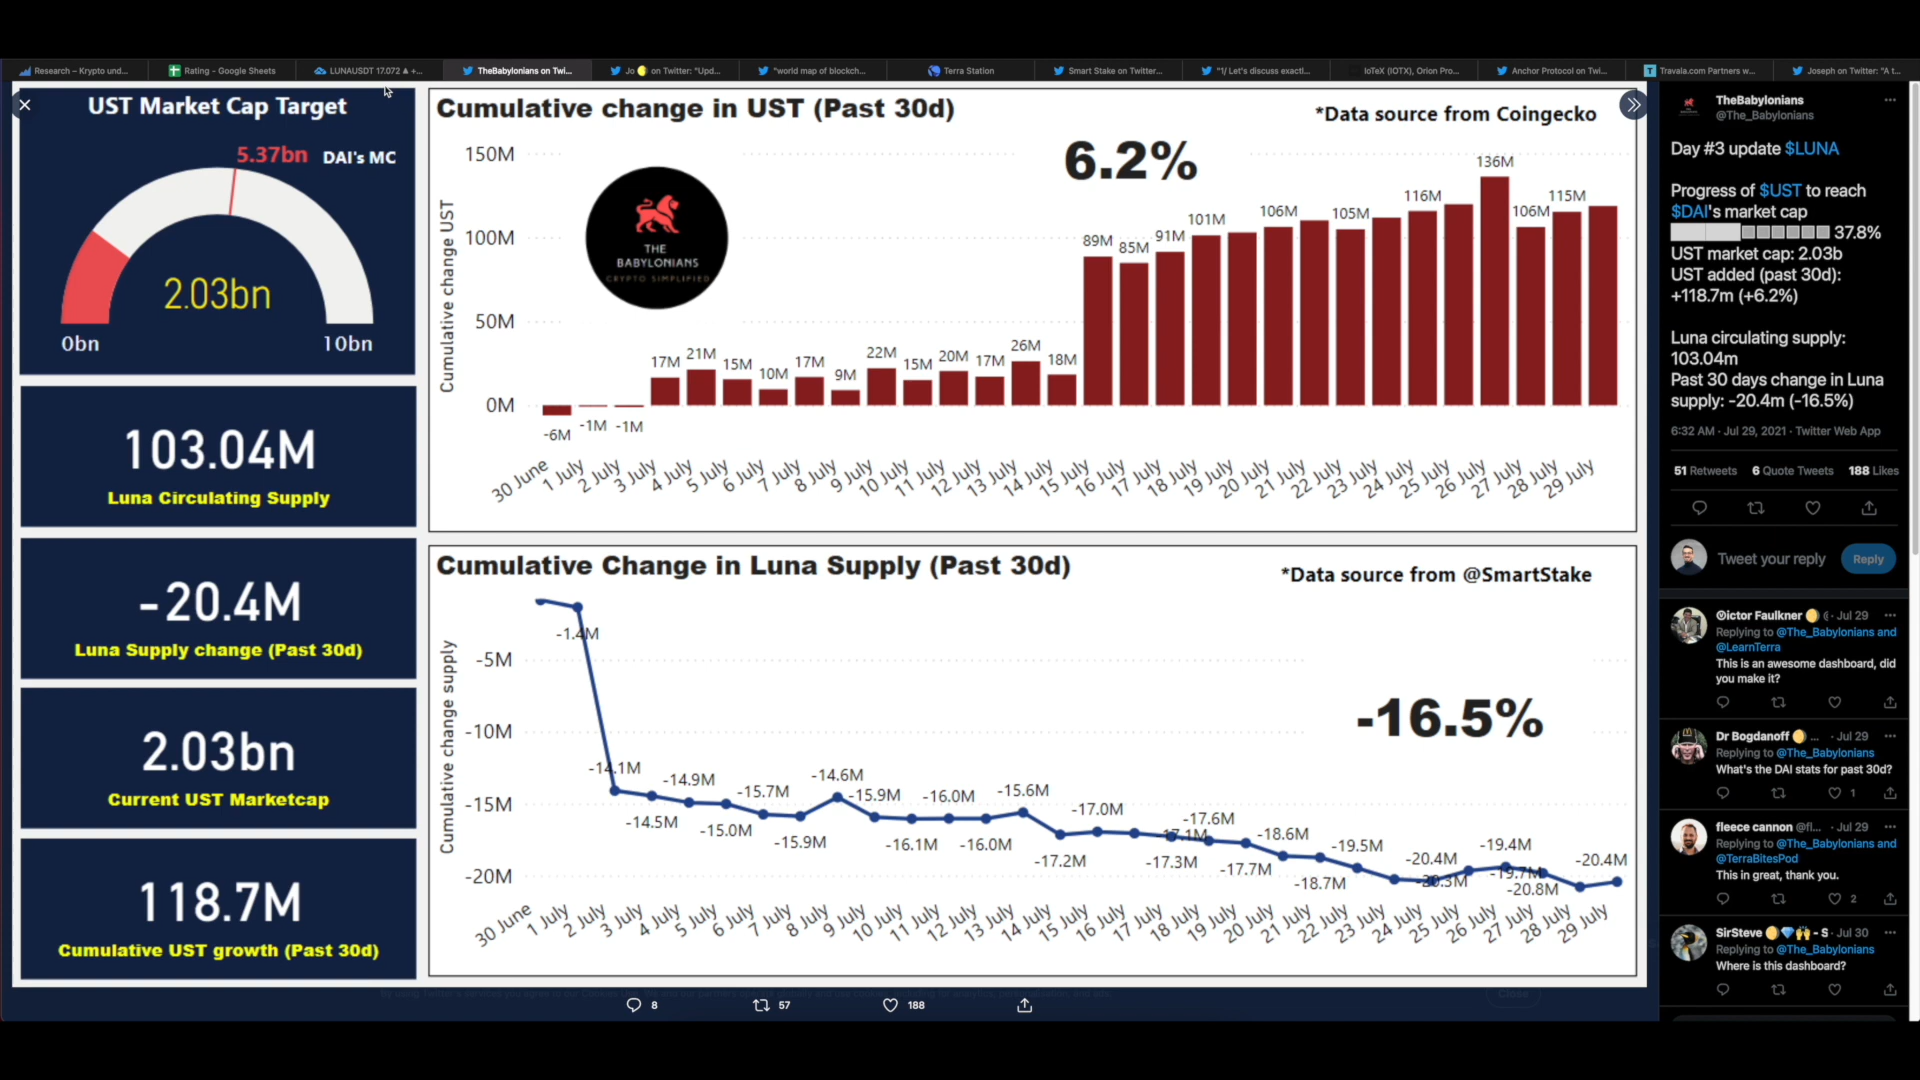 Research – Krypto und...
Rating - Google Sheets
LUNAUSDT 17.072 ▲ +...
TheBabylonians on Twi...
Jo 🌖 on Twitter: "Upd...
"world map of blockch...
Terra Station
Smart Stake on Twitter...
"1/ Let's discuss exactl...
IoTeX (IOTX), Orion Pro...
Anchor Protocol on Twi...
Travala.com Partners w...
Joseph on Twitter: "A t...
UST Market Cap Target
5.37bn DAI's MC
2.03bn
0bn 10bn
103.04M
Luna Circulating Supply
-20.4M
Luna Supply change (Past 30d)
2.03bn
Current UST Marketcap
118.7M
Cumulative UST growth (Past 30d)
Cumulative change in UST (Past 30d)
*Data source from Coingecko
6.2%
THE
BABYLONIANS
CRYPTO SIMPLIFIED
Cumulative change UST
150M
100M
50M
0M
-6M -1M -1M 17M 21M 15M 10M 17M 9M 22M 15M 20M 17M 26M 18M 89M 85M 91M 101M 106M 105M 116M 136M 106M 115M
30 June 1 July 2 July 3 July 4 July 5 July 6 July 7 July 8 July 9 July 10 July 11 July 12 July 13 July 14 July 15 July 16 July 17 July 18 July 19 July 20 July 21 July 22 July 23 July 24 July 25 July 26 July 27 July 28 July 29 July
Cumulative Change in Luna Supply (Past 30d)
*Data source from @SmartStake
-16.5%
Cumulative change supply
-5M
-10M
-15M
-20M
-1.4M -14.1M -14.5M -14.9M -15.0M -15.7M -15.9M -14.6M -15.9M -16.1M -16.0M -16.0M -15.6M -17.2M -17.0M -17.3M -17.1M -17.6M -17.7M -18.6M -18.7M -19.5M -20.4M -20.3M -19.4M -19.7M -20.8M -20.4M
30 June 1 July 2 July 3 July 4 July 5 July 6 July 7 July 8 July 9 July 10 July 11 July 12 July 13 July 14 July 15 July 16 July 17 July 18 July 19 July 20 July 21 July 22 July 23 July 24 July 25 July 26 July 27 July 28 July 29 July
8 57 188
TheBabylonians
@The_Babylonians
Day #3 update $LUNA
Progress of $UST to reach
$DAI's market cap
37.8%
UST market cap: 2.03b
UST added (past 30d):
+118.7m (+6.2%)
Luna circulating supply:
103.04m
Past 30 days change in Luna
supply: -20.4m (-16.5%)
6:32 AM · Jul 29, 2021 · Twitter Web App
51 Retweets 6 Quote Tweets 188 Likes
Tweet your reply
Reply
Victor Faulkner 🌖 · Jul 29
Replying to @The_Babylonians and
@LearnTerra
This is an awesome dashboard, did
you make it?
Dr Bogdanoff 🌖 ... · Jul 29
Replying to @The_Babylonians
What's the DAI stats for past 30d?
1
fleece cannon @fl... · Jul 29
Replying to @The_Babylonians and
@TerraBitesPod
This in great, thank you.
2
SirSteve 🌖💎🙌 - S · Jul 30
Replying to @The_Babylonians
Where is this dashboard?